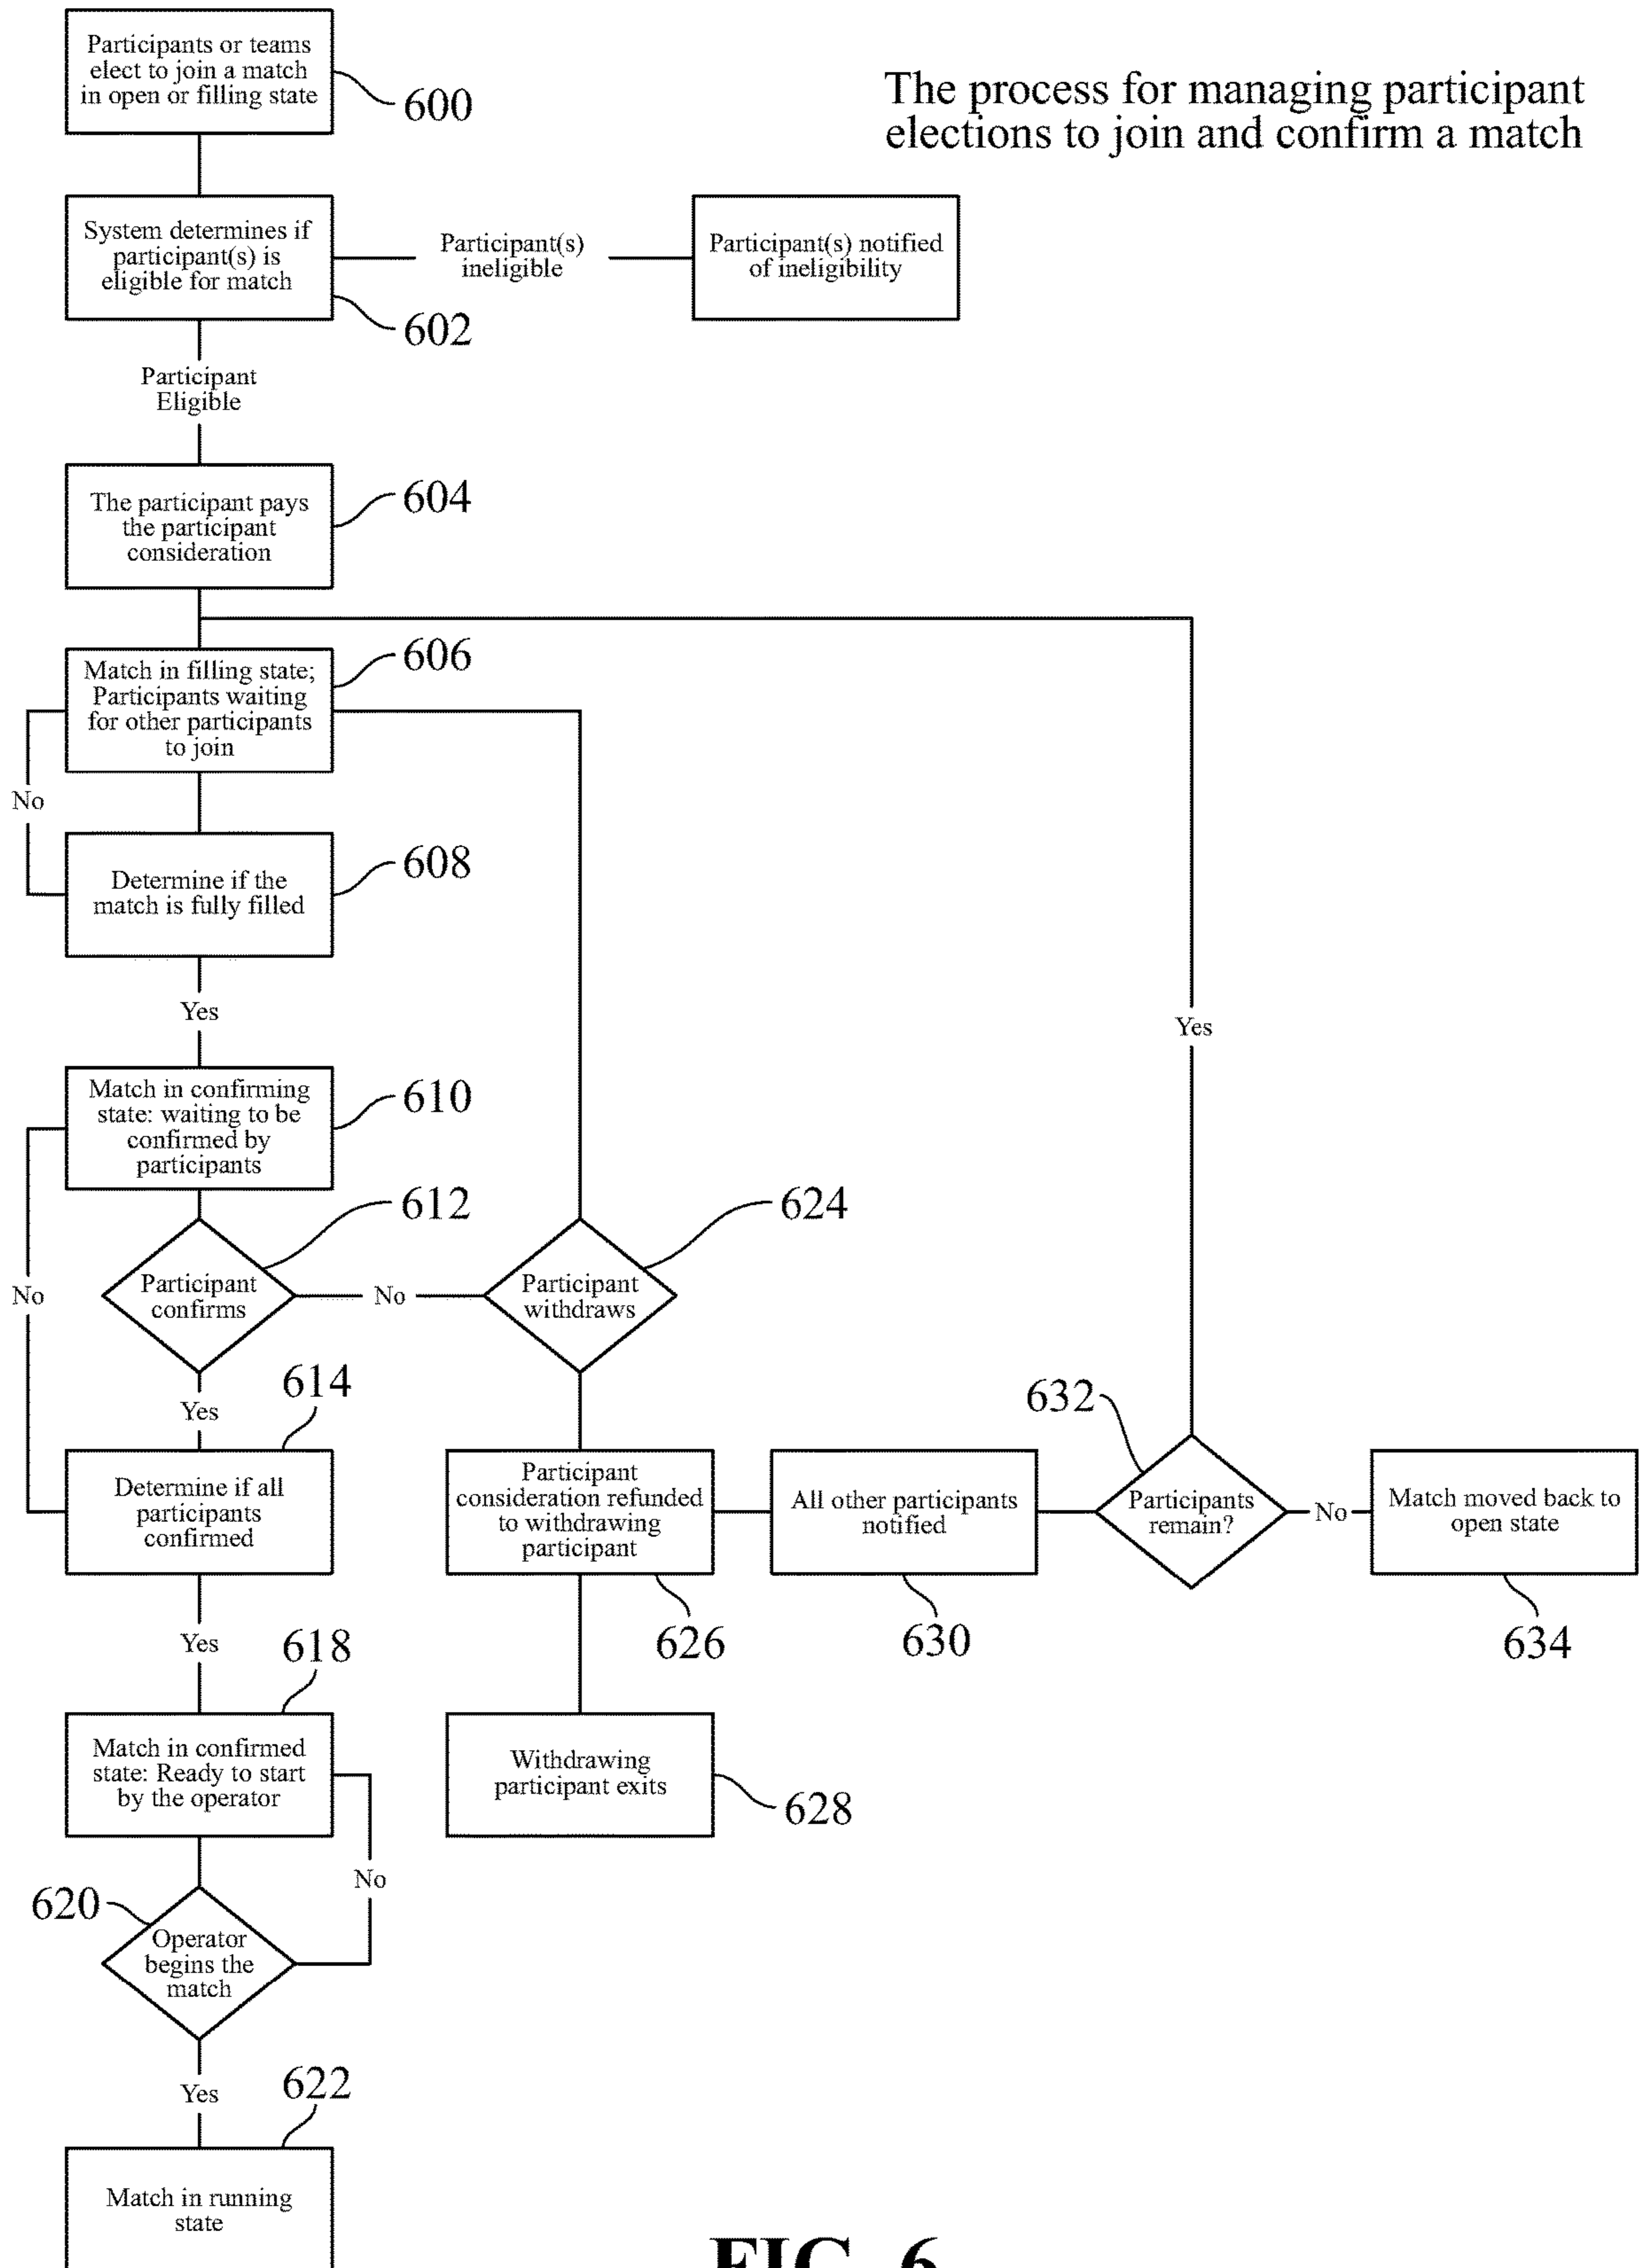 Participants or teams
elect to join a match
in open or filling state
600
The process for managing participant
elections to join and confirm a match
System determines if
participant(s) is
eligible for match
602
Participant(s)
ineligible
Participant(s) notified
of ineligibility
Participant
Eligible
The participant pays
the participant
consideration
604
Match in filling state;
Participants waiting
for other participants
to join
606
No
Determine if the
match is fully filled
608
Yes
Yes
Match in confirming
state: waiting to be
confirmed by
participants
610
612
624
No
Participant
confirms
No
Participant
withdraws
Yes
614
632
Determine if all
participants
confirmed
Participant
consideration refunded
to withdrawing
participant
All other participants
notified
Participants
remain?
No
Match moved back to
open state
626
630
634
Yes
618
Match in confirmed
state: Ready to start
by the operator
Withdrawing
participant exits
628
No
620
Operator
begins the
match
Yes
622
Match in running
state
FIG. 6